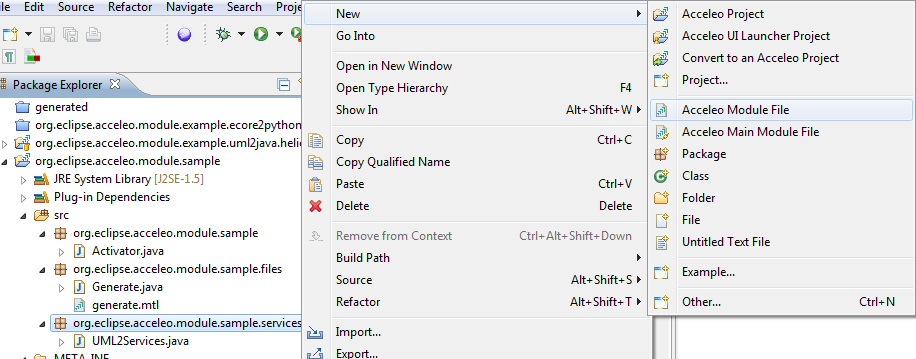 ile Edit Source Refactor Module Search Project
Package Explorer
generated
org.eclipse.acceleo.module.example.ecore2python
org.eclipse.acceleo.module.example.uml2java.helio
org.eclipse.acceleo.module.sample
JRE System Library [J2SE-1.5]
Plug-in Dependencies
src
org.eclipse.acceleo.module.sample
Activator.java
org.eclipse.acceleo.module.sample.files
Generate.java
generate.mtl
org.eclipse.acceleo.module.sample.services
UML2Services.java
META-INF
New
Go Into
Open in New Window
Open Type Hierarchy F4
Show In Alt+Shift+W
Copy Ctrl+C
Copy Qualified Name
Paste Ctrl+V
Delete Delete
Remove from Context Ctrl+Alt+Shift+Down
Build Path
Source Alt+Shift+S
Refactor Alt+Shift+T
Import...
Export...
Acceleo Project
Acceleo UI Launcher Project
Convert to an Acceleo Project
Project...
Acceleo Module File
Acceleo Main Module File
Package
Class
Folder
File
Untitled Text File
Example...
Other... Ctrl+N